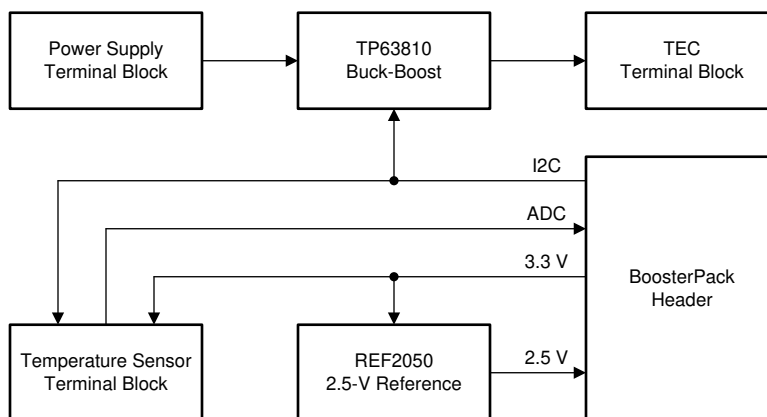 Power Supply
Terminal Block
TP63810
Buck-Boost
TEC
Terminal Block
I2C
ADC
3.3 V
BoosterPack
Header
Temperature Sensor
Terminal Block
REF2050
2.5-V Reference
2.5 V